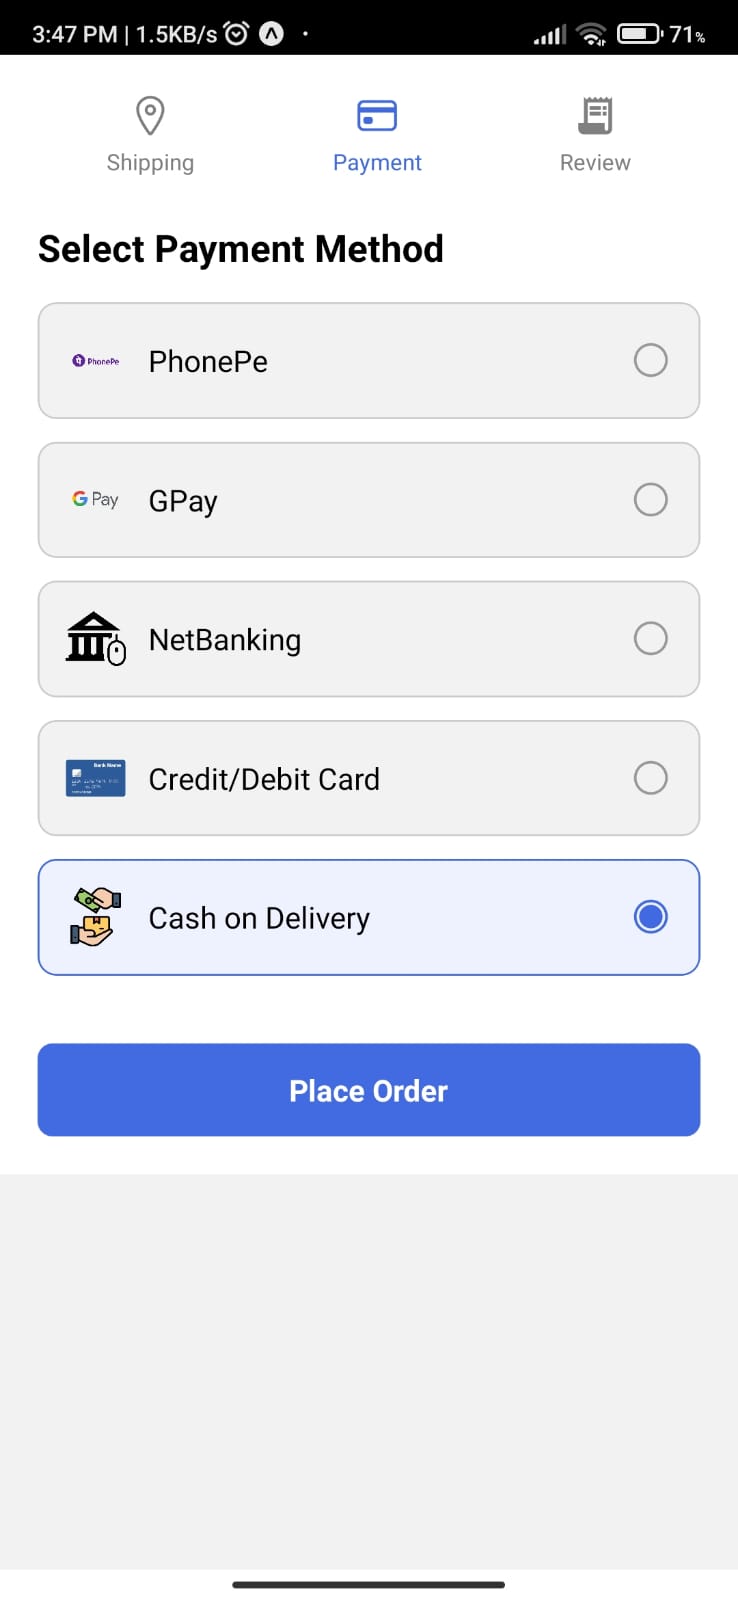 3:47 PM | 1.5KB/s 71%
Shipping Payment Review
Select Payment Method
PhonePe PhonePe
G Pay GPay
NetBanking
Bank Name
Credit/Debit Card
Cash on Delivery
Place Order